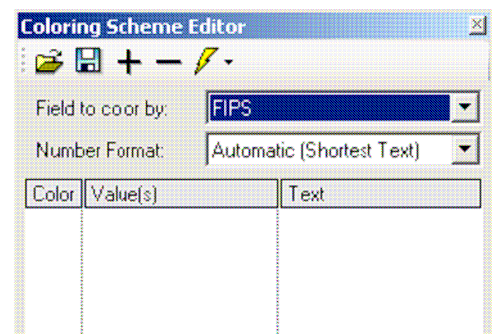 Coloring Scheme Editor
Field to coor by: FIPS
Number Format: Automatic (Shortest Text)
Color Value(s) Text